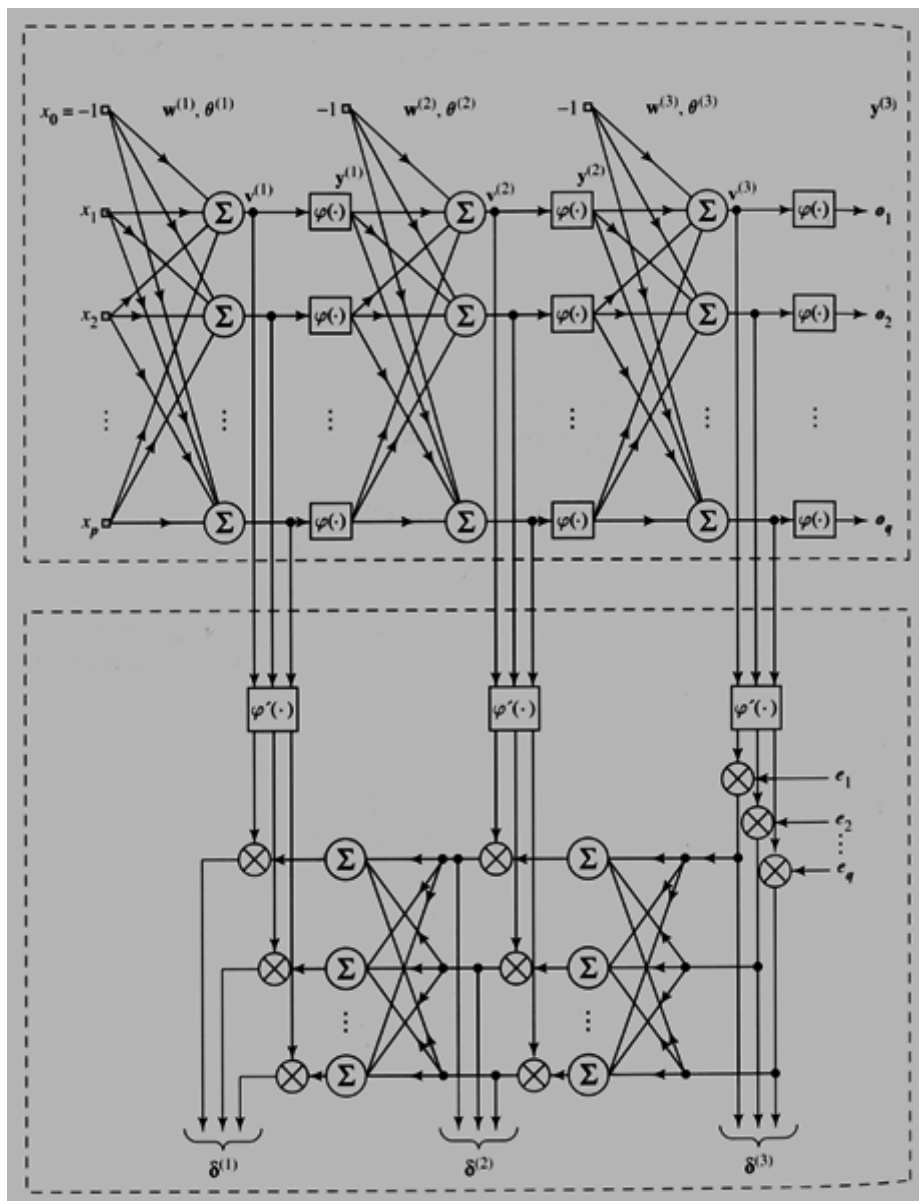 x₀ = −1 w⁽¹⁾, θ⁽¹⁾ −1 w⁽²⁾, θ⁽²⁾ −1 w⁽³⁾, θ⁽³⁾ y⁽³⁾
v⁽¹⁾ y⁽¹⁾ v⁽²⁾ y⁽²⁾ v⁽³⁾
x₁ Σ φ(·) Σ φ(·) Σ φ(·) o₁
x₂ Σ φ(·) Σ φ(·) Σ φ(·) o₂
⋮ ⋮ ⋮ ⋮ ⋮ ⋮ ⋮
xₚ Σ φ(·) Σ φ(·) Σ φ(·) o_q
φ′(·) φ′(·) φ′(·)
e₁
e₂
⋮
Σ Σ e_q
Σ Σ
⋮ ⋮
Σ Σ
δ⁽¹⁾ δ⁽²⁾ δ⁽³⁾